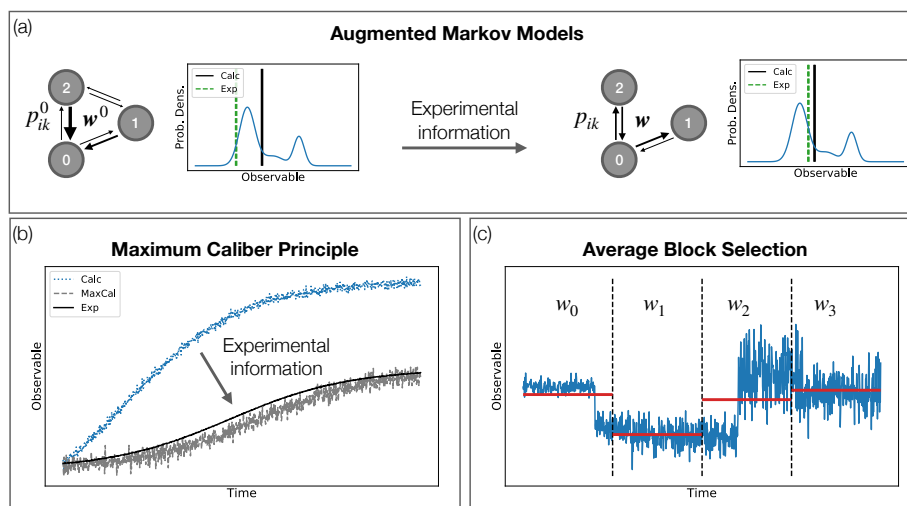 (a)
Augmented Markov Models
2
1
0
p⁰ᵢₖ
w⁰
Calc
Exp
Prob. Dens.
Observable
Experimental
information
2
1
0
pᵢₖ
w
Calc
Exp
Prob. Dens.
Observable
(b)
Maximum Caliber Principle
Calc
MaxCal
Exp
Experimental
information
Observable
Time
(c)
Average Block Selection
w₀ w₁ w₂ w₃
Observable
Time